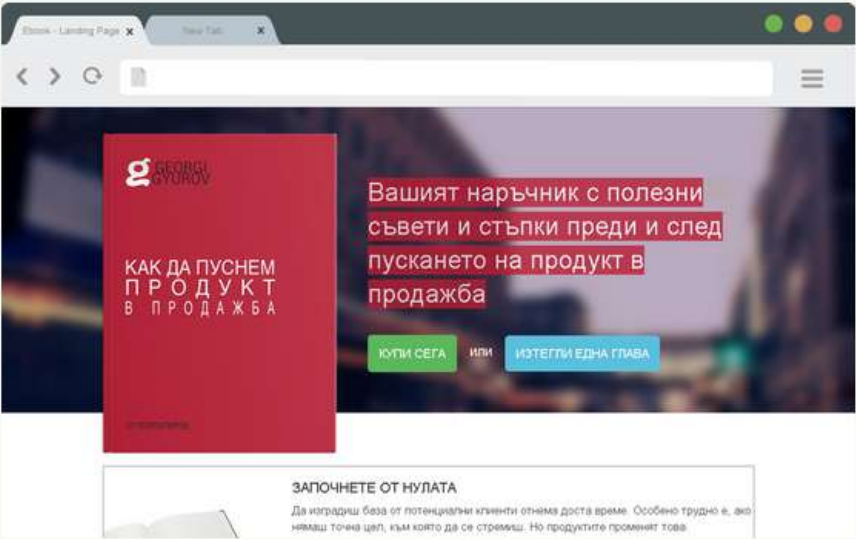 Ebook - Landing Page x
New Tab x
GEORGI
GYUROV
КАК ДА ПУСНЕМ
ПРОДУКТ
В ПРОДАЖБА
Вашият наръчник с полезни
съвети и стъпки преди и след
пускането на продукт в
продажба
КУПИ СЕГА или ИЗТЕГЛИ ЕДНА ГЛАВА
ЗАПОЧНЕТЕ ОТ НУЛАТА
Да изградиш база от потенциални клиенти отнема доста време. Особено трудно е, ако
нямаш точна цел, към която да се стремиш. Но продуктите променят това